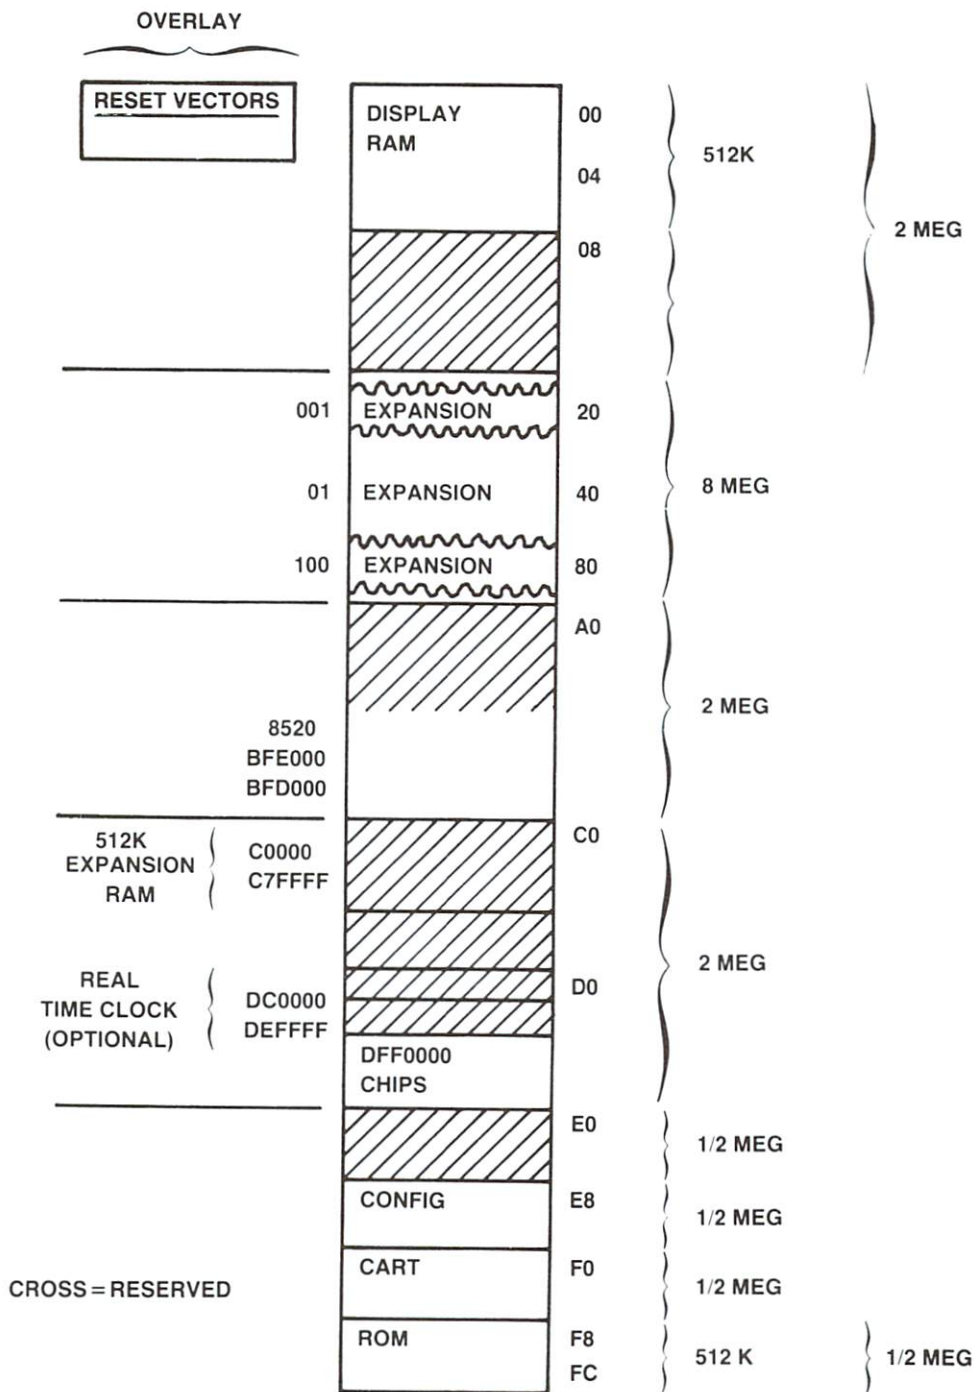 OVERLAY
RESET VECTORS
DISPLAY
RAM
00
04
512K
2 MEG
08
001
EXPANSION
20
01
EXPANSION
40
8 MEG
100
EXPANSION
80
A0
2 MEG
8520
BFE000
BFD000
C0
512K
EXPANSION
RAM
C0000
C7FFFF
2 MEG
D0
REAL
TIME CLOCK
(OPTIONAL)
DC0000
DEFFFF
DFF0000
CHIPS
E0
1/2 MEG
CONFIG
E8
1/2 MEG
CART
F0
1/2 MEG
CROSS=RESERVED
ROM
F8
FC
512 K
1/2 MEG